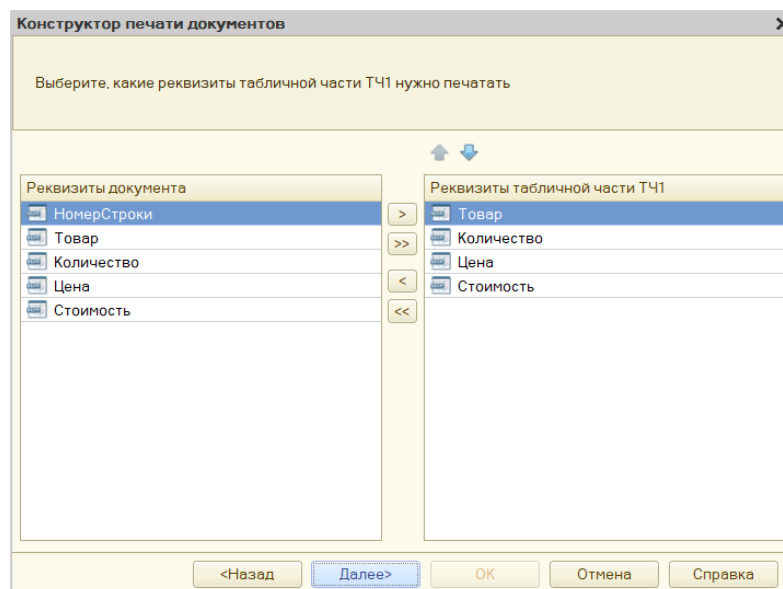 Конструктор печати документов
Выберите, какие реквизиты табличной части ТЧ1 нужно печатать
Реквизиты документа
НомерСтроки
Товар
Количество
Цена
Стоимость
>
>>
<
<<
Реквизиты табличной части ТЧ1
Товар
Количество
Цена
Стоимость
<Назад
Далее>
ОК
Отмена
Справка